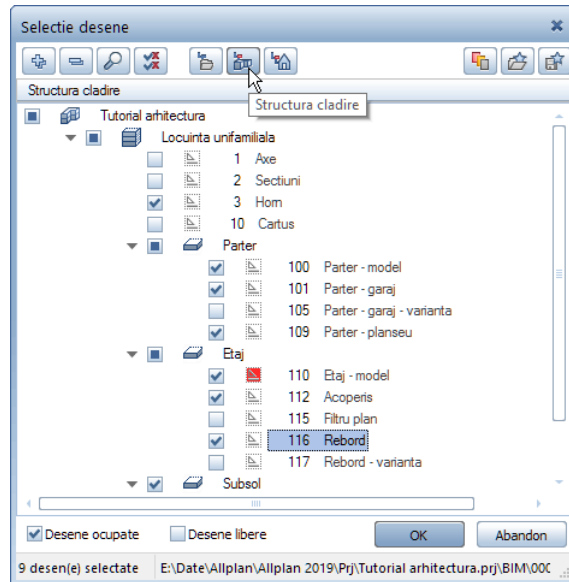 Selectie desene
Structura cladire
Structura cladire
Tutorial arhitectura
Locuinta unifamiliala
1 Axe
2 Sectiuni
3 Horn
10 Cartus
Parter
100 Parter - model
101 Parter - garaj
105 Parter - garaj - varianta
109 Parter - planseu
Etaj
110 Etaj - model
112 Acoperis
115 Filtru plan
116 Rebord
117 Rebord - varianta
Subsol
Desene ocupate Desene libere OK Abandon
9 desen(e) selectate E:\Date\Allplan\Allplan 2019\Prj\Tutorial arhitectura.prj\BIM\000